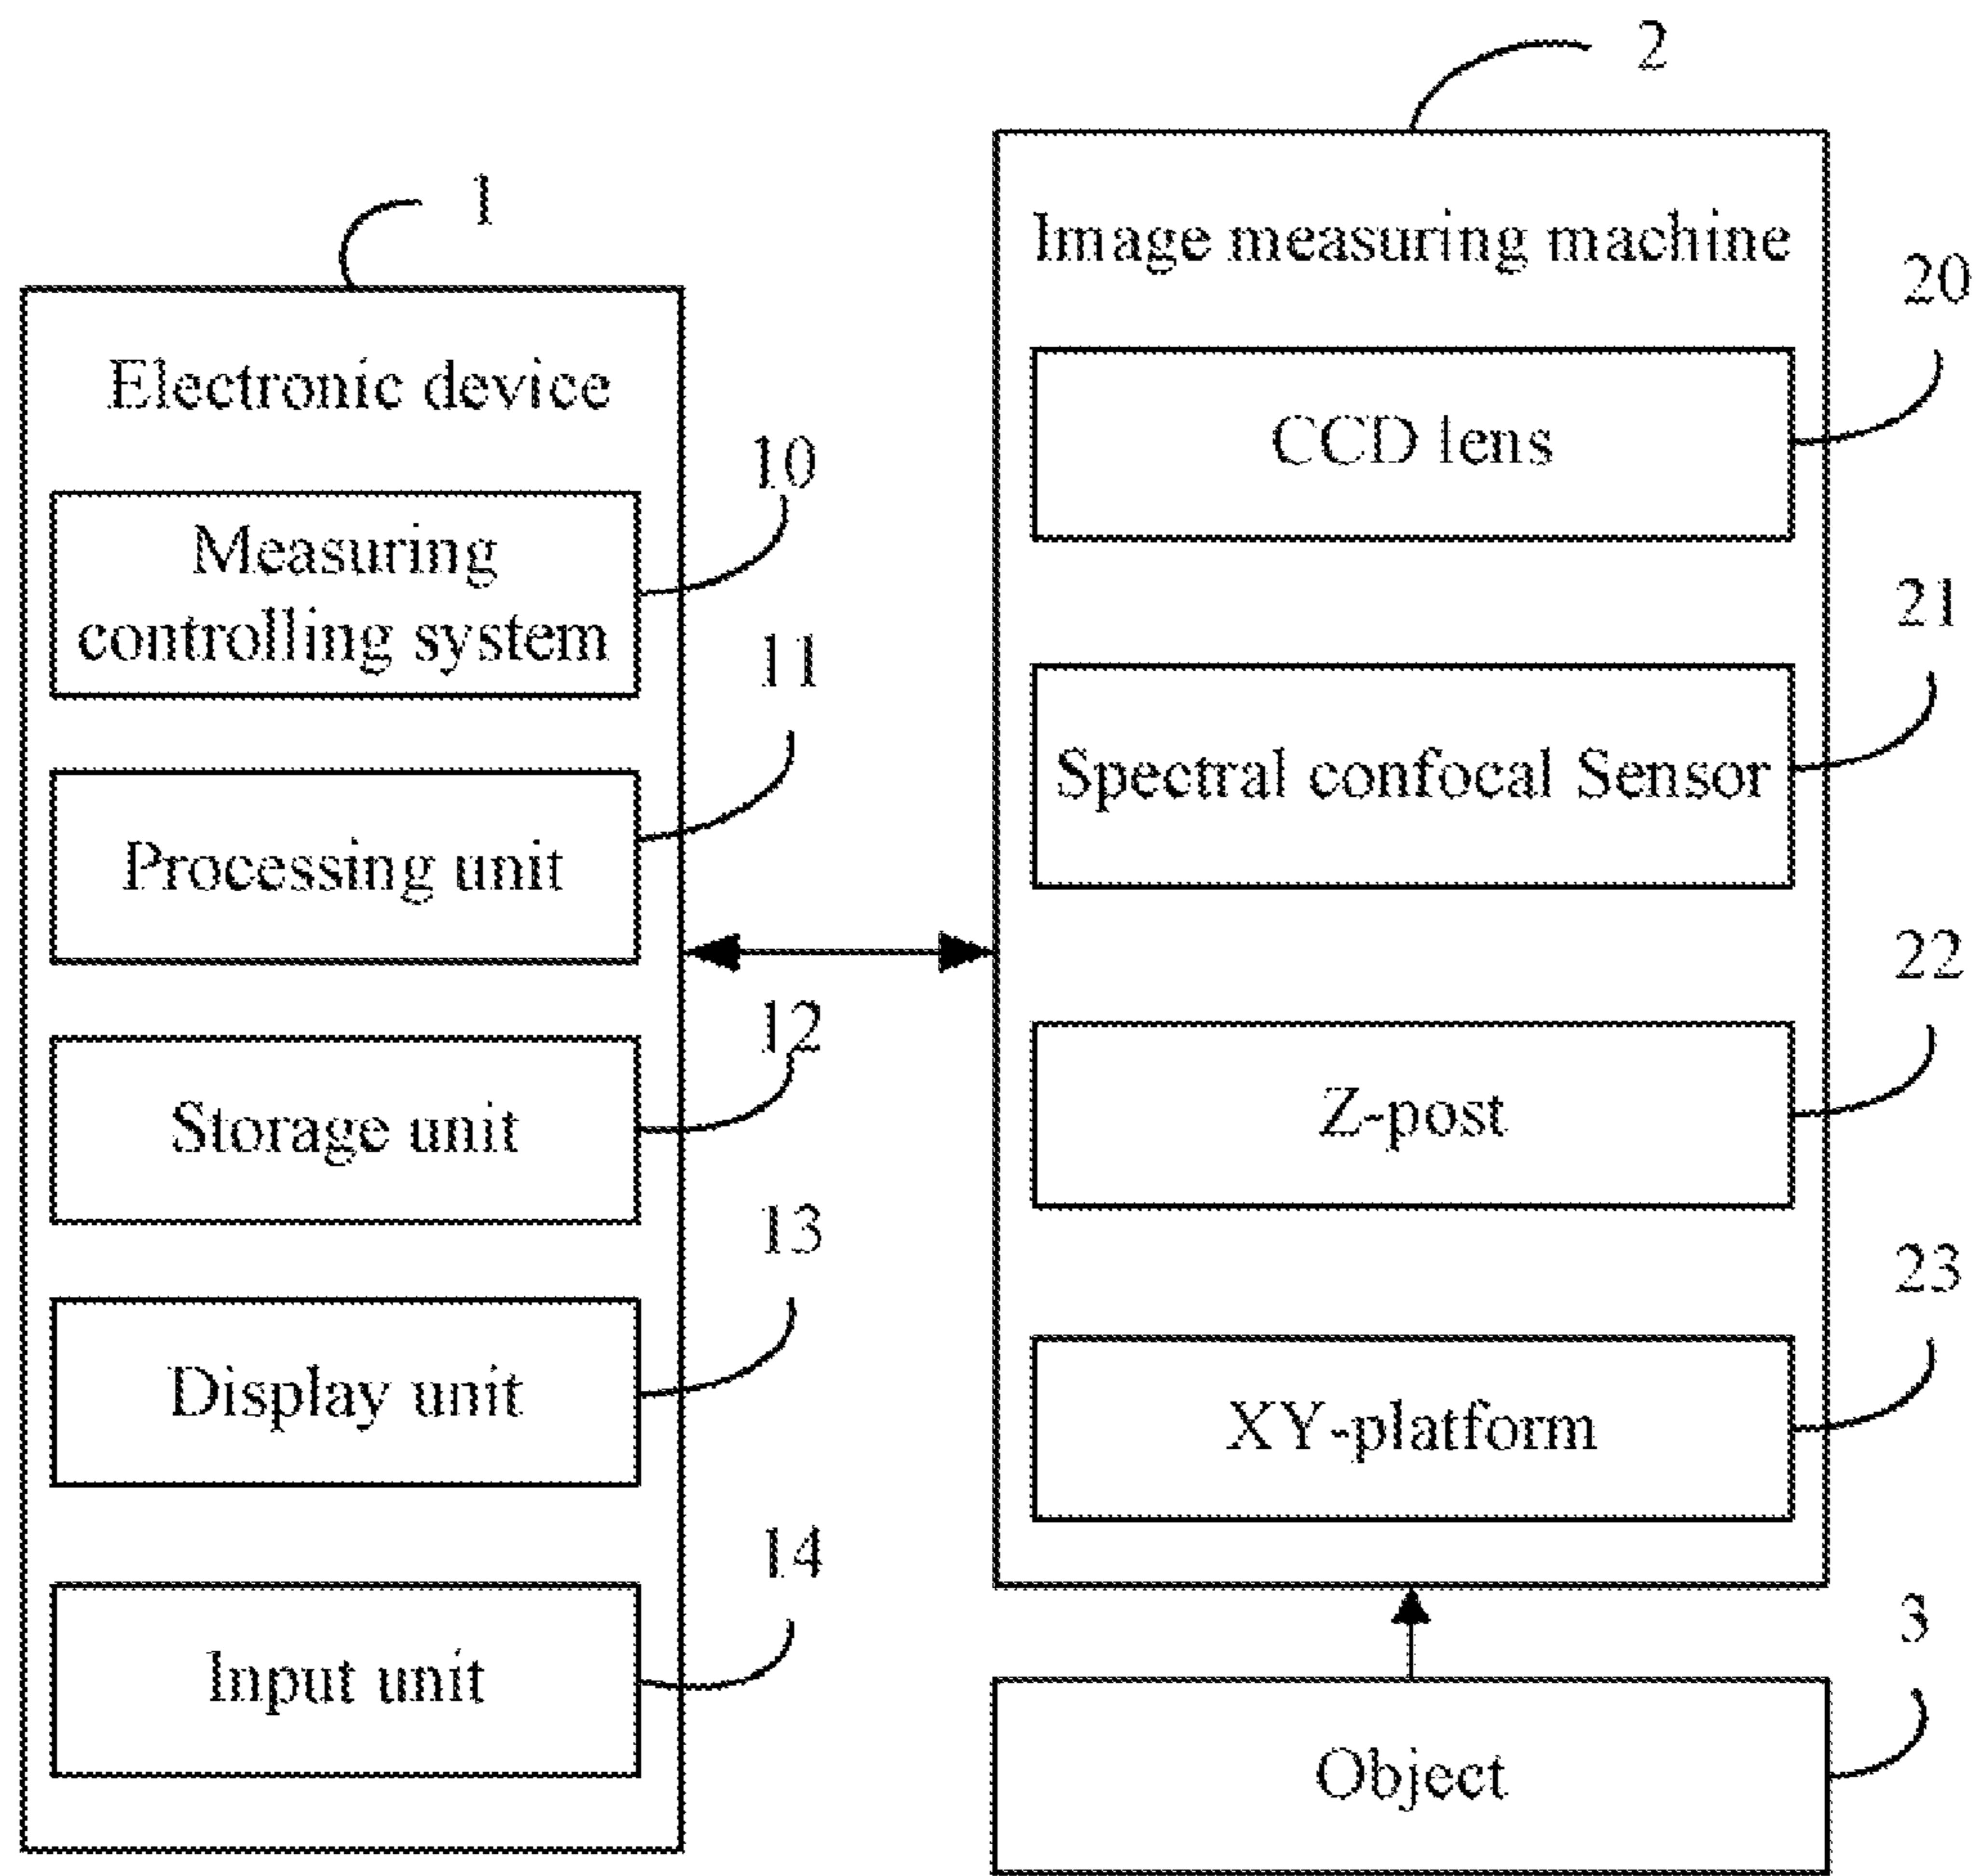 1
Electronic device
10
Measuring
controlling system
11
Processing unit
12
Storage unit
13
Display unit
14
Input unit
2
Image measuring machine
20
CCD lens
21
Spectral confocal Sensor
22
Z-post
23
XY-platform
3
Object